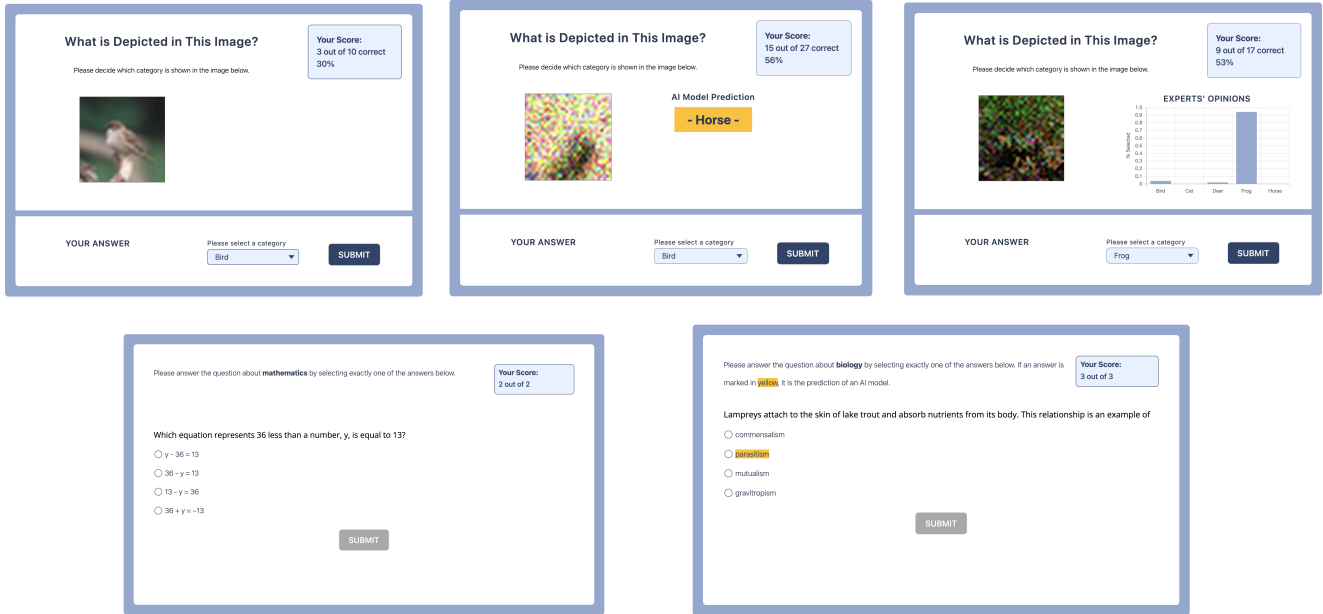 What is Depicted in This Image?
Your Score:
3 out of 10 correct
30%
Please decide which category is shown in the image below.
YOUR ANSWER
Please select a category
Bird
SUBMIT
What is Depicted in This Image?
Your Score:
15 out of 27 correct
56%
Please decide which category is shown in the image below.
AI Model Prediction
- Horse -
YOUR ANSWER
Please select a category
Bird
SUBMIT
What is Depicted in This Image?
Your Score:
9 out of 17 correct
53%
Please decide which category is shown in the image below.
EXPERTS' OPINIONS
% Selected
1.0
0.9
0.8
0.7
0.6
0.5
0.4
0.3
0.2
0.1
0
Bird Cat Deer Frog Horse
YOUR ANSWER
Please select a category
Frog
SUBMIT
Please answer the question about mathematics by selecting exactly one of the answers below.
Your Score:
2 out of 2
Which equation represents 36 less than a number, y, is equal to 13?
y - 36 = 13
36 - y = 13
13 - y = 36
36 + y = –13
SUBMIT
Please answer the question about biology by selecting exactly one of the answers below. If an answer is
marked in yellow, it is the prediction of an AI model.
Your Score:
3 out of 3
Lampreys attach to the skin of lake trout and absorb nutrients from its body. This relationship is an example of
commensalism
parasitism
mutualism
gravitropism
SUBMIT